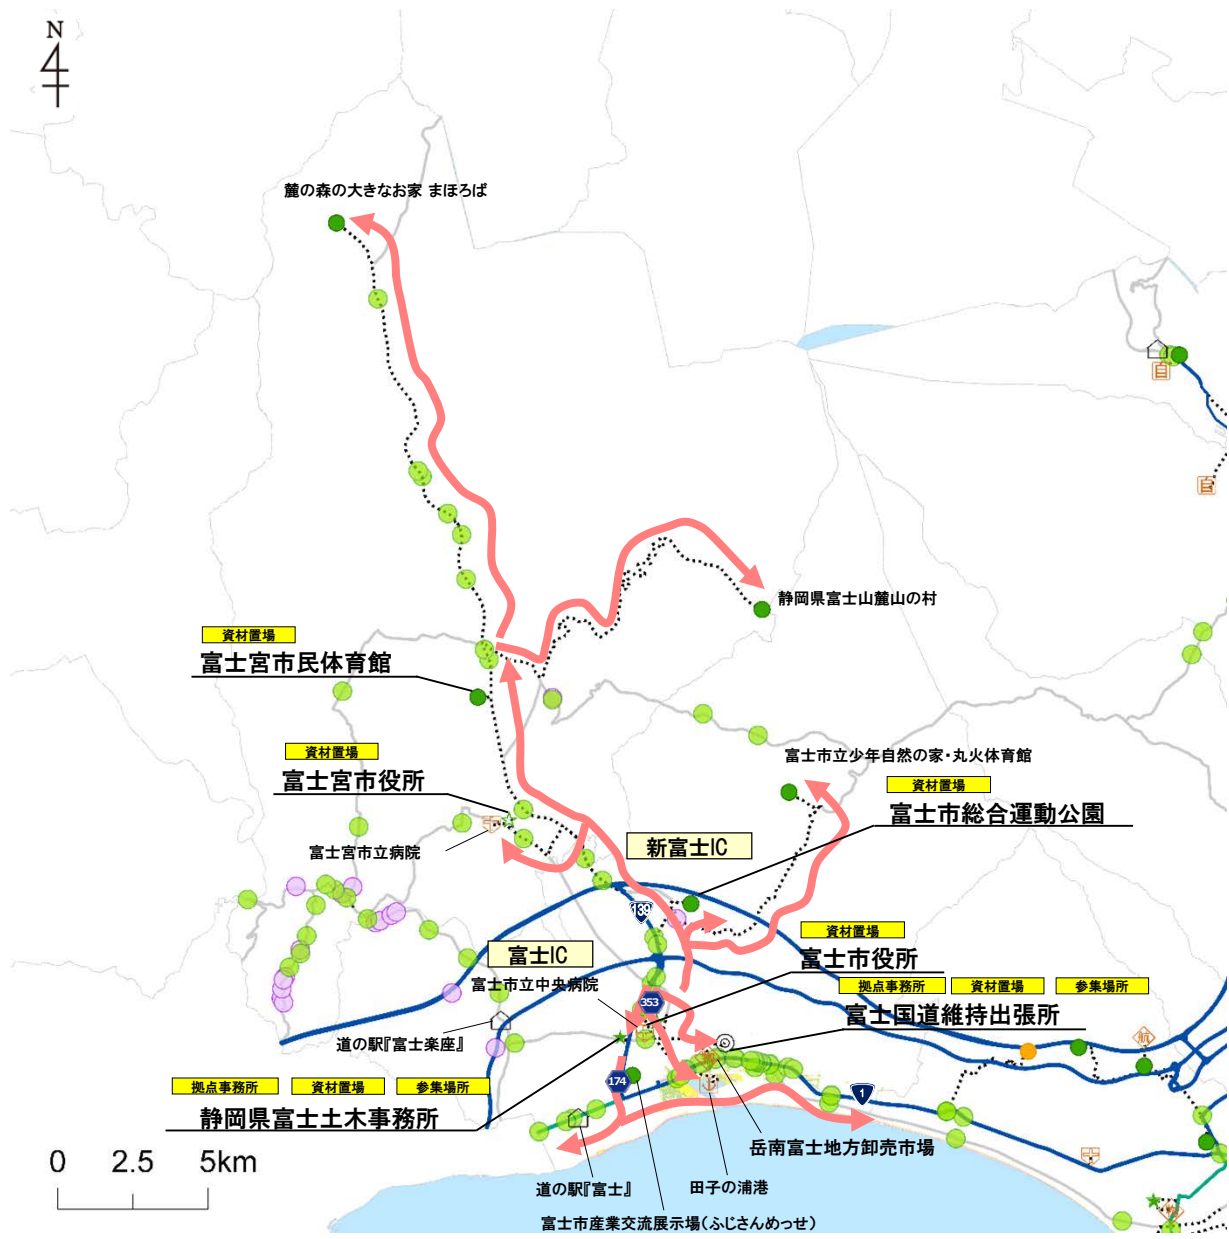 N
麓の森の大きなお家 まほろば
自
自
静岡県富士山麓山の村
資材置場
富士宮市民体育館
資材置場
富士宮市役所
富士市立少年自然の家・丸火体育館
資材置場
富士市総合運動公園
新富士IC
富士宮市立病院
139
資材置場
富士市役所
富士IC
富士市立中央病院
拠点事務所 資材置場 参集場所
富士国道維持出張所
353
道の駅『富士楽座』
航
174
1
拠点事務所 資材置場 参集場所
静岡県富士土木事務所
岳南富士地方卸売市場
0 2.5 5km
道の駅『富士』
田子の浦港
富士市産業交流展示場(ふじさんめっせ)